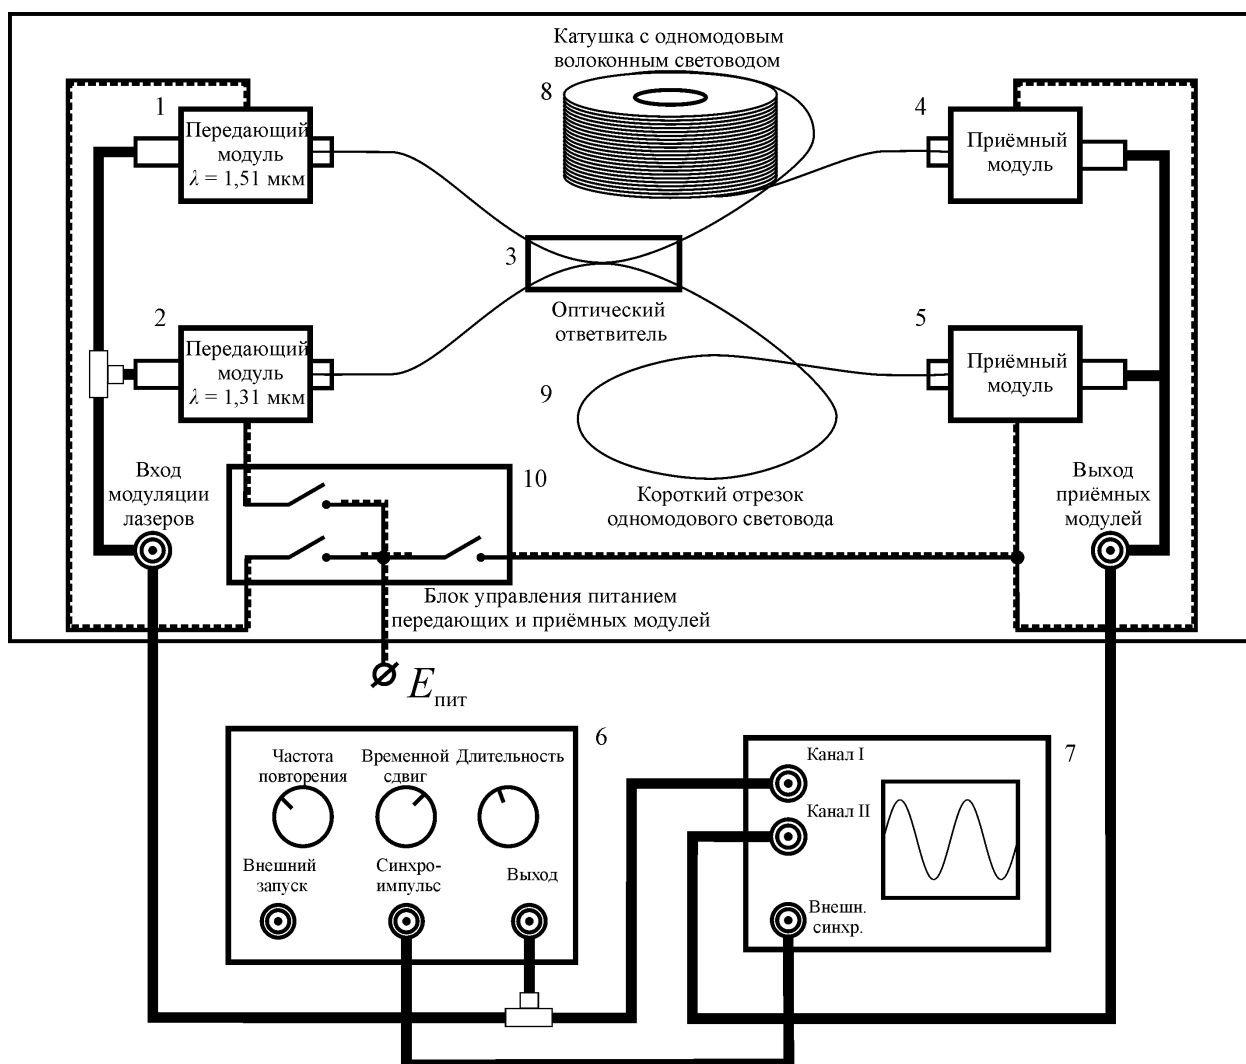 Катушка с одномодовым
волоконным световодом
8
1
Передающий
модуль
λ = 1,51 мкм
4
Приёмный
модуль
3
Оптический
ответвитель
2
Передающий
модуль
λ = 1,31 мкм
5
Приёмный
модуль
9
Короткий отрезок
одномодового световода
Вход
модуляции
лазеров
10
Выход
приёмных
модулей
Блок управления питанием
передающих и приёмных модулей
Eпит
6
Частота
повторения
Временной
сдвиг
Длительность
Внешний
запуск
Синхро-
импульс
Выход
7
Канал I
Канал II
Внешн.
синхр.